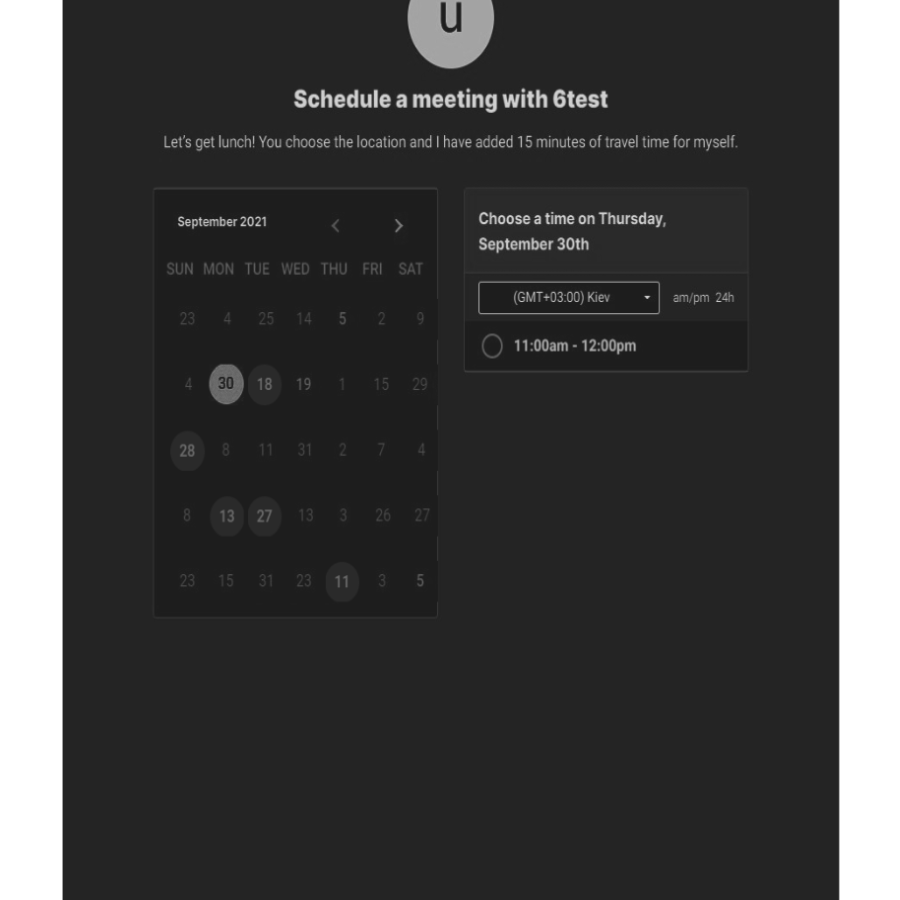 u
Schedule a meeting with 6test
Let's get lunch! You choose the location and I have added 15 minutes of travel time for myself.
September 2021
SUN MON TUE WED THU FRI SAT
23 4 25 14 5 2 9
4 30 18 19 1 15 29
28 8 11 31 2 7 4
8 13 27 13 3 26 27
23 15 31 23 11 3 5
Choose a time on Thursday,
September 30th
(GMT+03:00) Kiev am/pm 24h
11:00am - 12:00pm